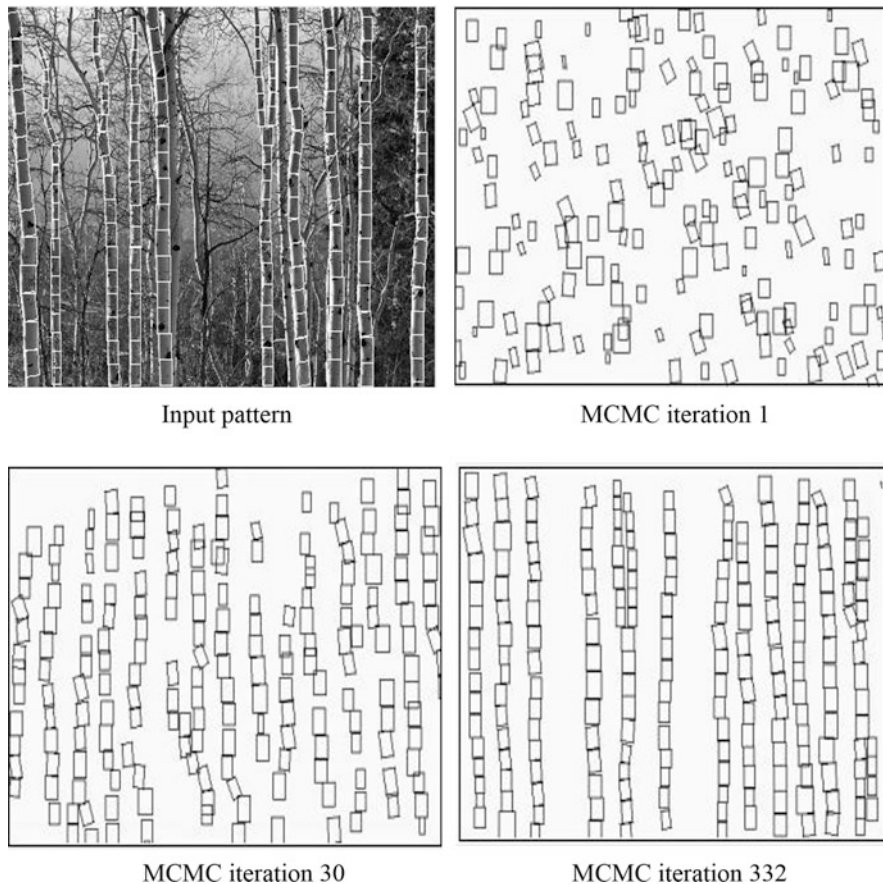 Input pattern
MCMC iteration 1
MCMC iteration 30
MCMC iteration 332